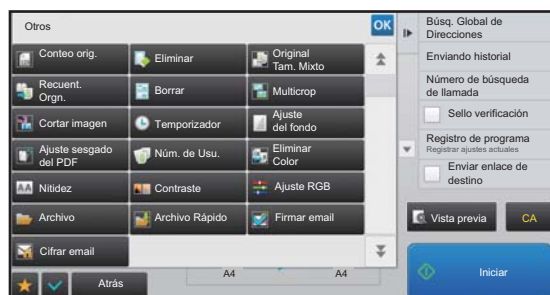 Otros
OK
Conteo orig.
Eliminar
Original
Tam. Mixto
Recuent.
Orgn.
Borrar
Multicrop
Cortar imagen
Temporizador
Ajuste
del fondo
Ajuste sesgado
del PDF
Núm. de Usu.
Eliminar
Color
AA Nitidez
Contraste
Ajuste RGB
Archivo
Archivo Rápido
Firmar email
Cifrar email
Atrás
A4
A4
Búsq. Global de
Direcciones
Enviando historial
Número de búsqueda
de llamada
Sello verificación
Registro de programa
Registrar ajustes actuales
Enviar enlace de
destino
Vista previa
CA
Iniciar